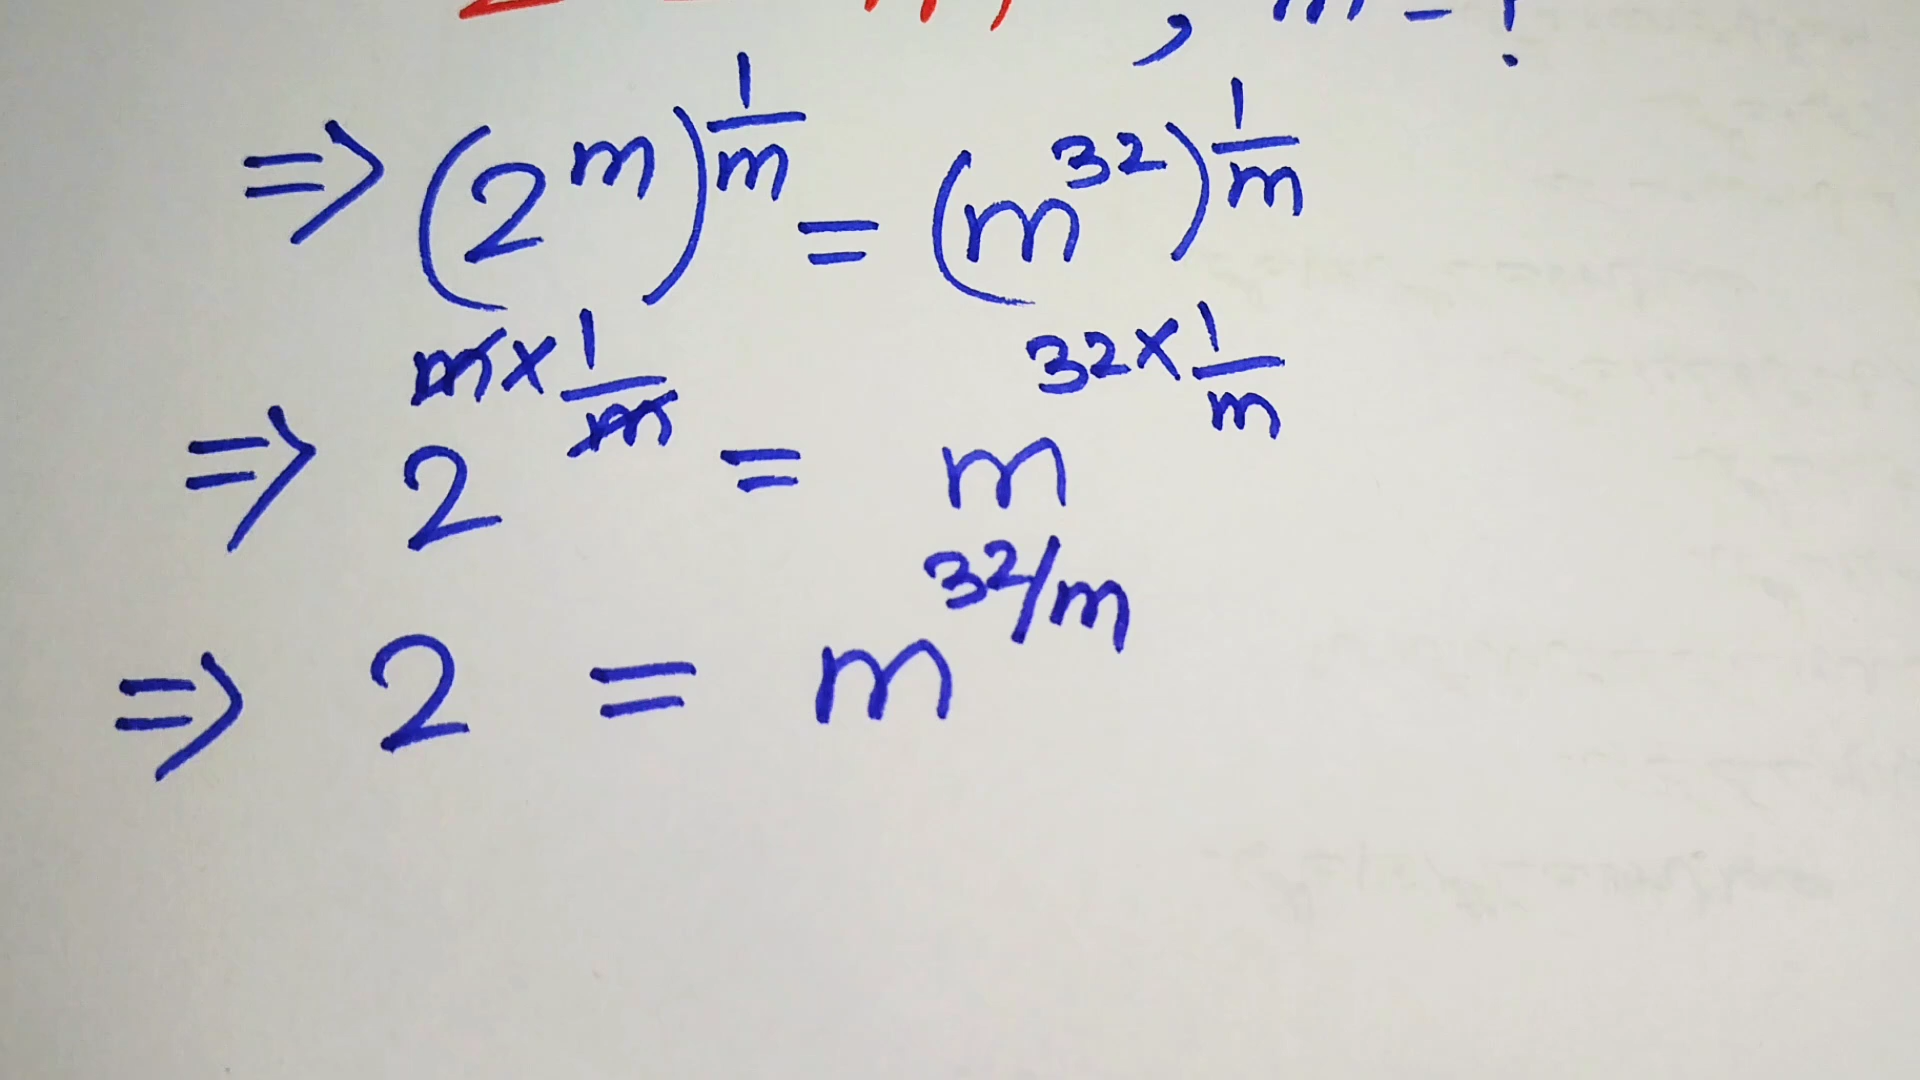 , m = ?
⇒ (2^m)^{1/m} = (m^{32})^{1/m}
⇒ 2^{m × 1/m} = m^{32 × 1/m}
⇒ 2 = m^{32/m}